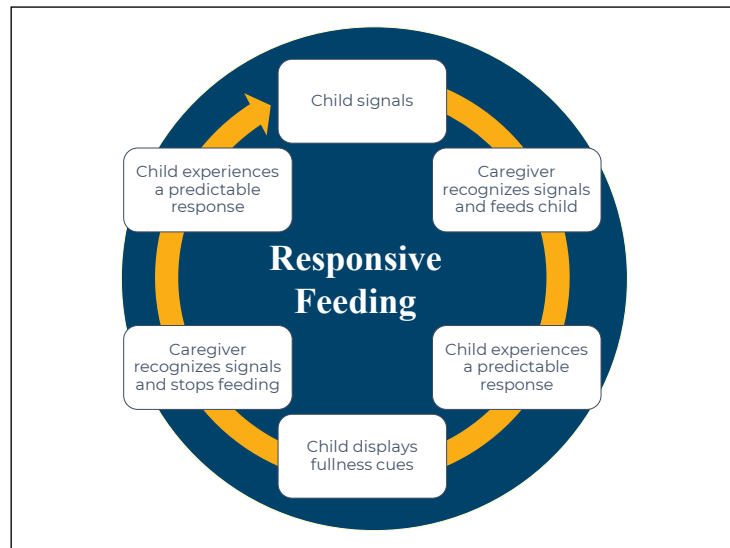 Child signals
Caregiver
recognizes signals
and feeds child
Child experiences
a predictable
response
Child displays
fullness cues
Caregiver
recognizes signals
and stops feeding
Child experiences
a predictable
response
Responsive
Feeding